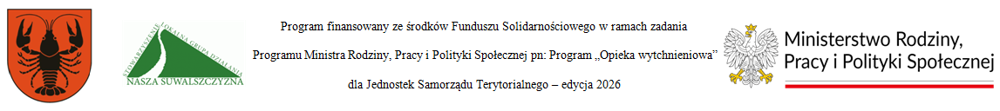 STOWARZYSZENIE LOKALNA GRUPA DZIAŁANIA
NASZA SUWALSZCZYZNA
Program finansowany ze środków Funduszu Solidarnościowego w ramach zadania
Programu Ministra Rodziny, Pracy i Polityki Społecznej pn: Program „Opieka wytchnieniowa”
dla Jednostek Samorządu Terytorialnego – edycja 2026
Ministerstwo Rodziny,
Pracy i Polityki Społecznej